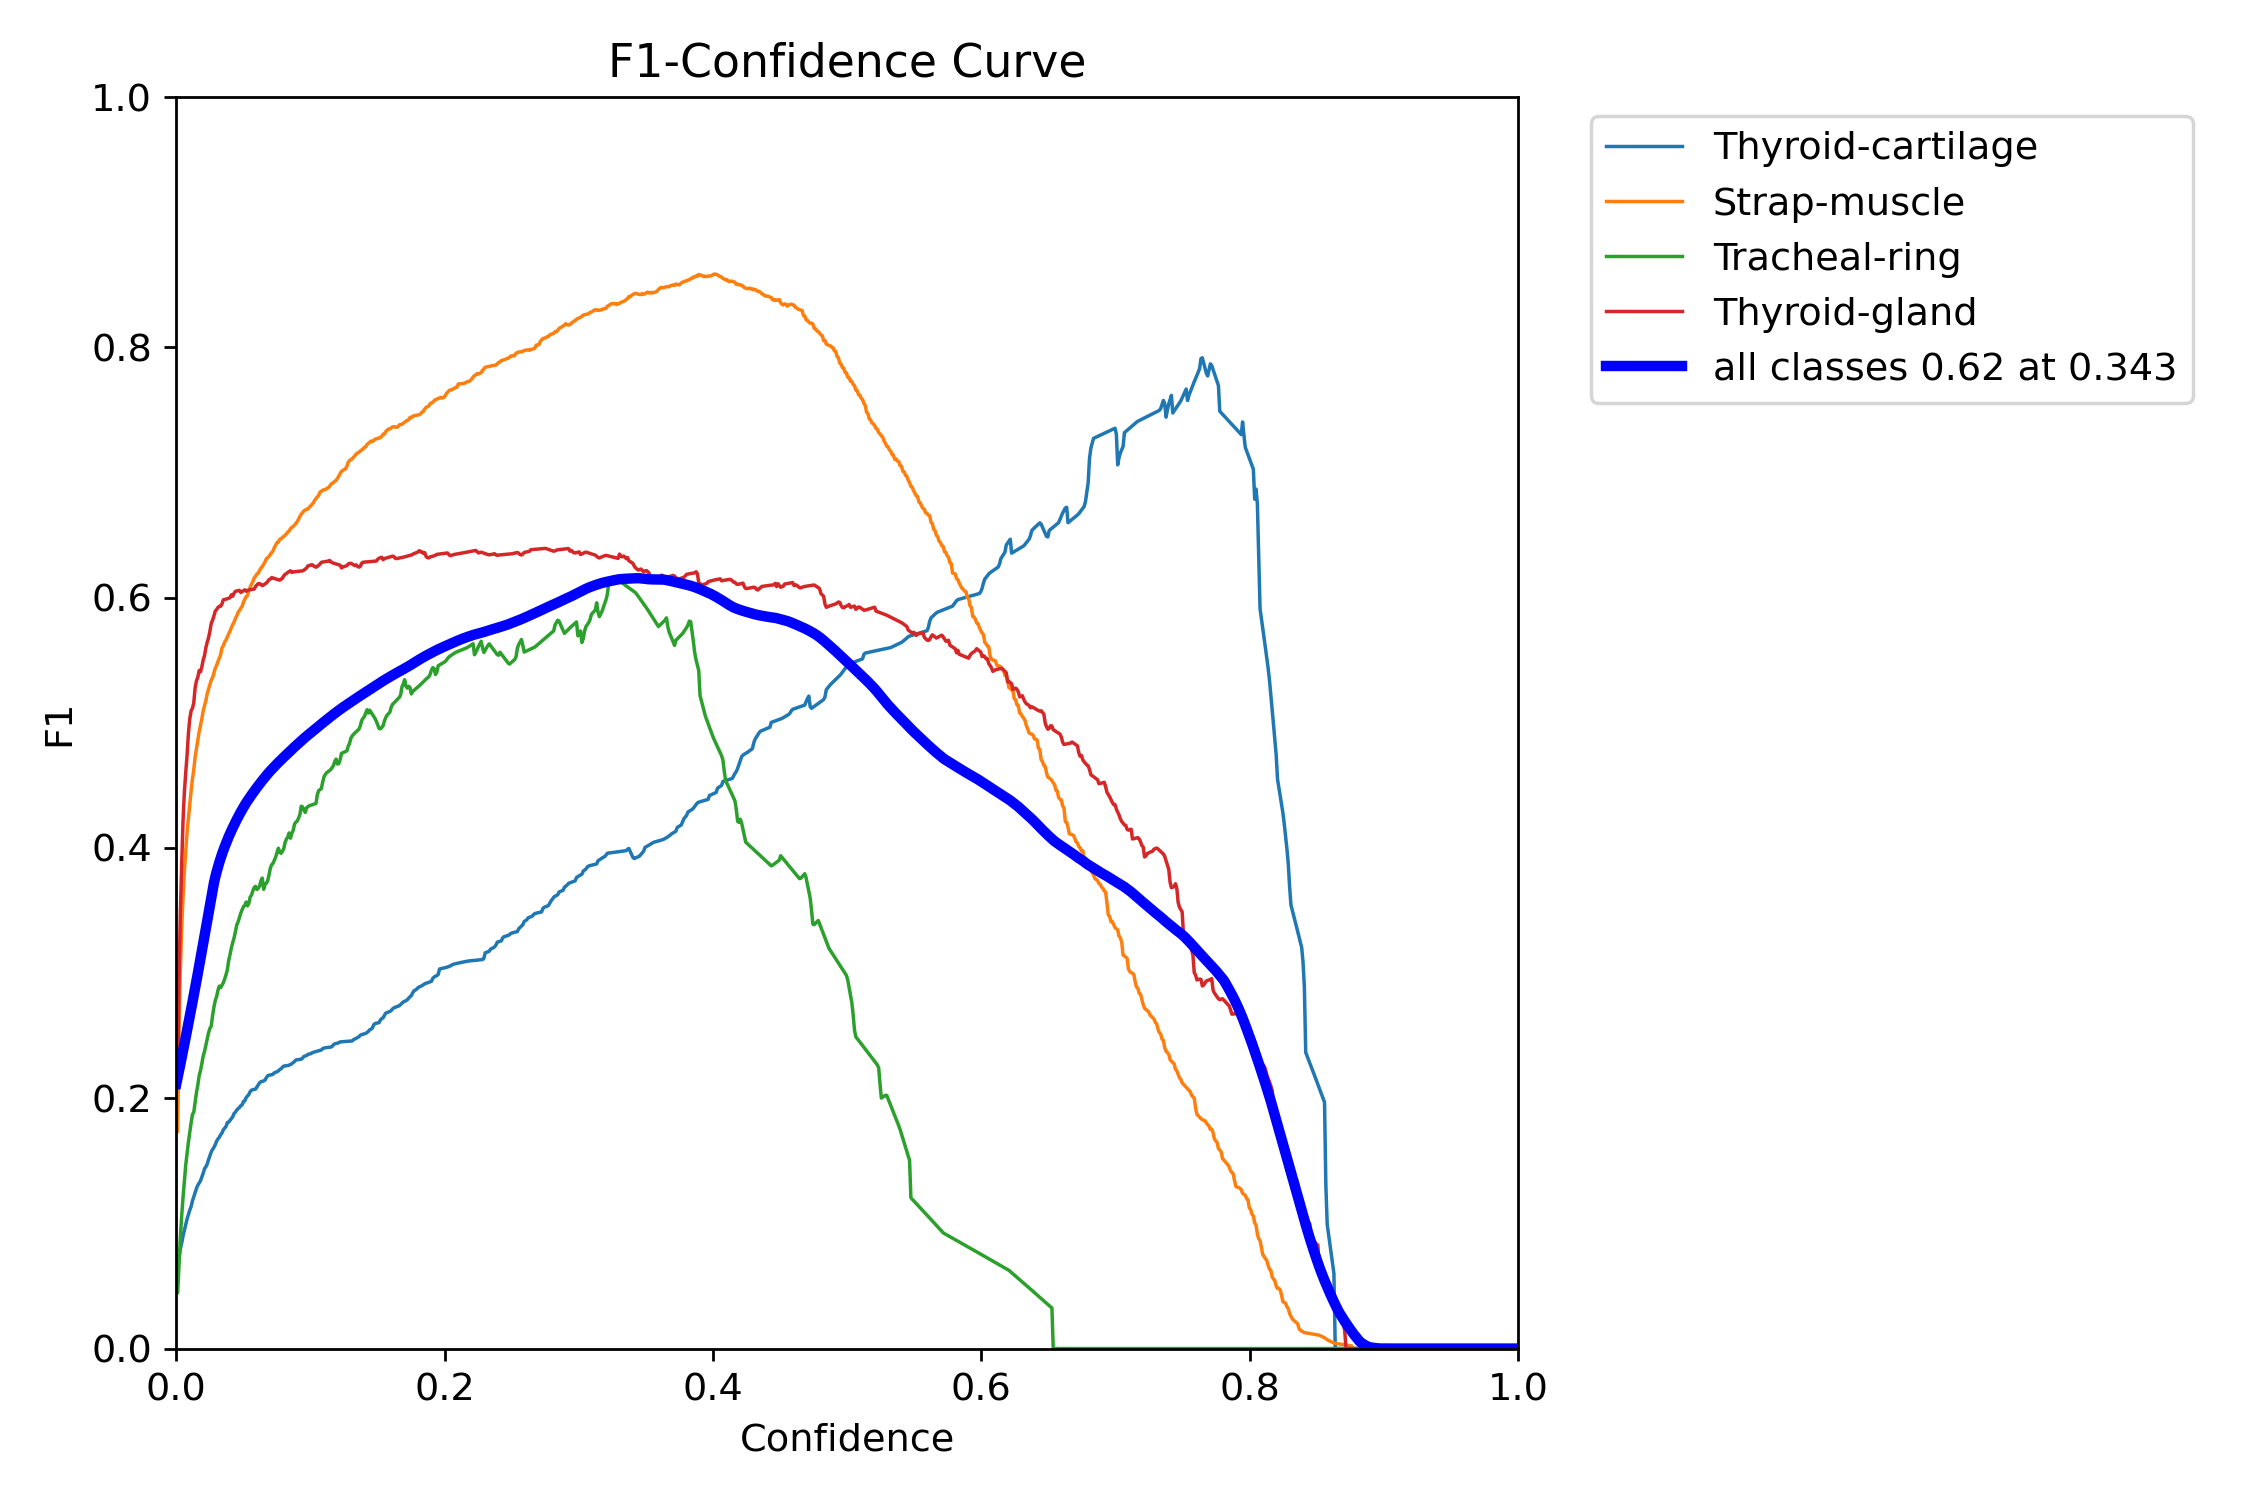 F1-Confidence Curve
1.0
0.8
0.6
0.4
0.2
0.0
F1
0.0 0.2 0.4 0.6 0.8 1.0
Confidence
Thyroid-cartilage
Strap-muscle
Tracheal-ring
Thyroid-gland
all classes 0.62 at 0.343